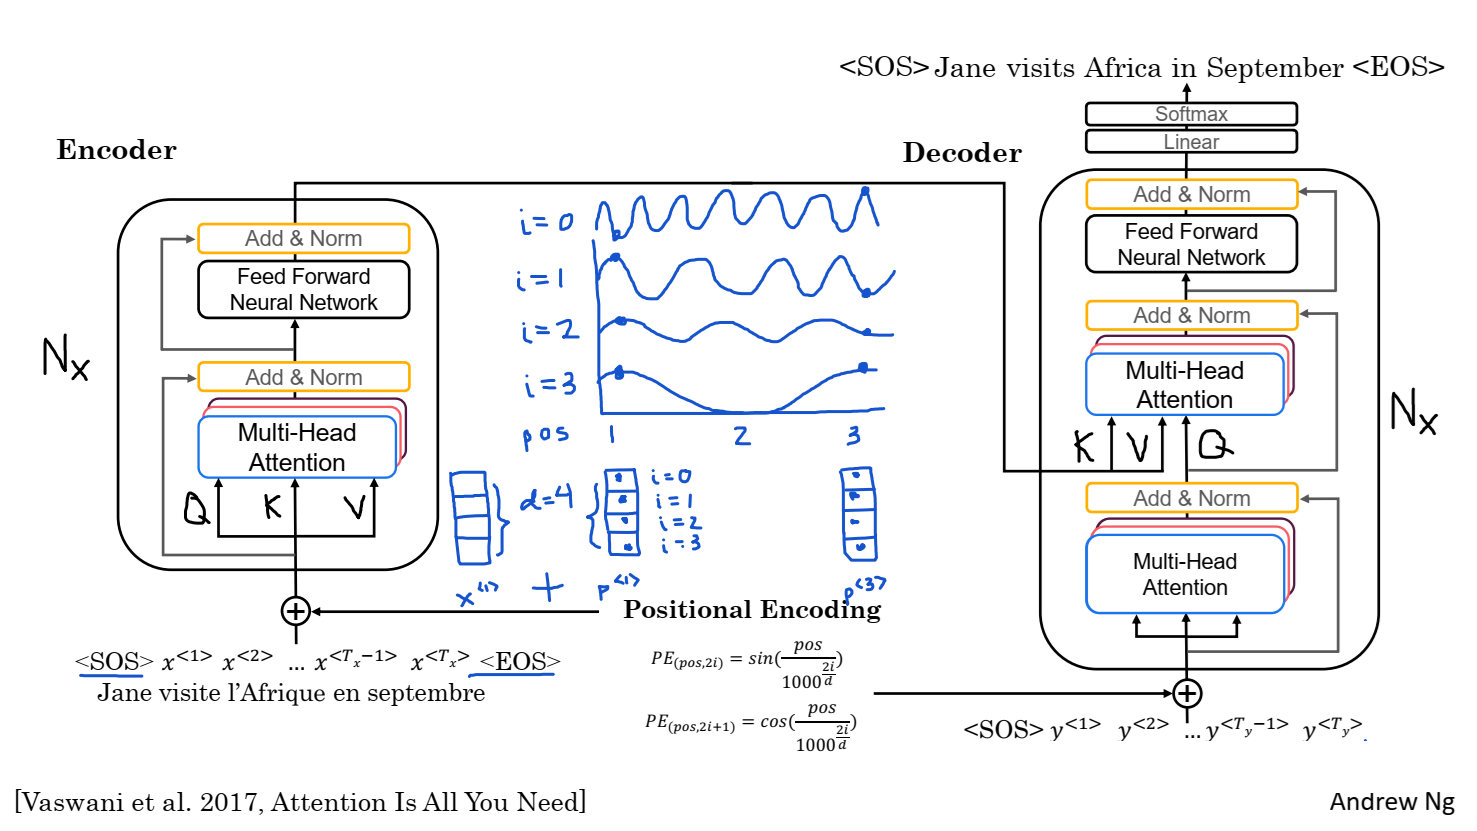 <SOS> Jane visits Africa in September <EOS>
Softmax
Linear
Encoder
Decoder
Add & Norm
Feed Forward
Neural Network
Add & Norm
Multi-Head
Attention
Q K V
Nx
i=0
i=1
i=2
i=3
pos 1 2 3
d=4
i=0
i=1
i=2
i=3
x<1> + p<1>
p<3>
Add & Norm
Feed Forward
Neural Network
Add & Norm
Multi-Head
Attention
K V Q
Nx
Add & Norm
Multi-Head
Attention
Positional Encoding
PE(pos,2i) = sin(pos/1000^(2i/d))
PE(pos,2i+1) = cos(pos/1000^(2i/d))
<SOS> x<1> x<2> ... x<Tx−1> x<Tx> <EOS>
Jane visite l'Afrique en septembre
<SOS> y<1> y<2> ... y<Ty−1> y<Ty>
[Vaswani et al. 2017, Attention Is All You Need]
Andrew Ng